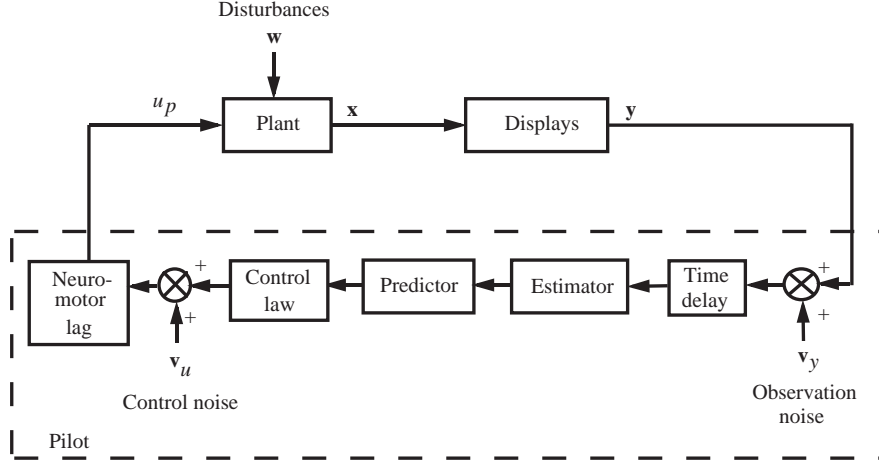 Disturbances
w
u_p
Plant
x
Displays
y
Neuro-
motor
lag
+
+
Control
law
Predictor
Estimator
Time
delay
+
+
v_u
Control noise
v_y
Observation
noise
Pilot